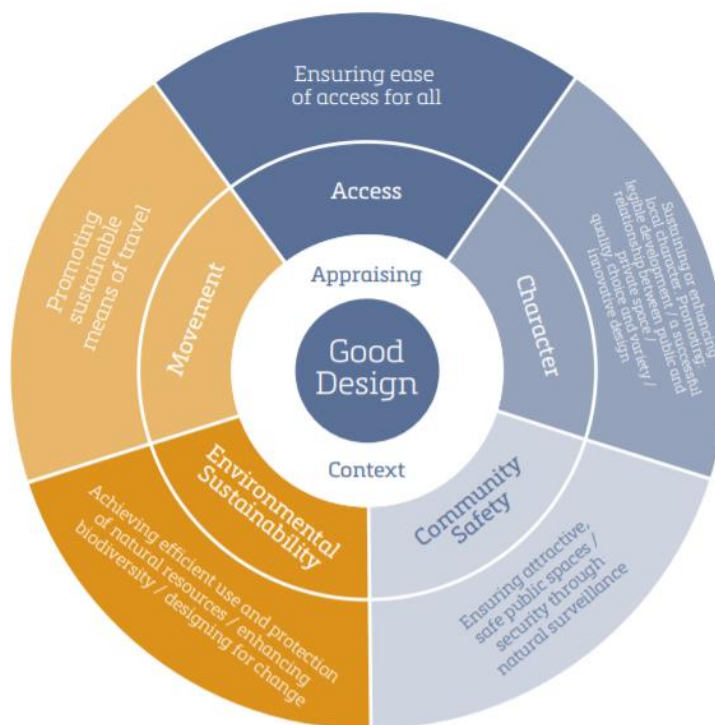 Ensuring ease
of access for all
Access
Sustaining or enhancing
local character Promoting:
legible development / a successful
relationship between public and
private space /
quality, choice and variety /
innovative design
Character
Ensuring attractive,
safe public spaces /
security through
natural surveillance
Community
Safety
Achieving efficient use and protection
of natural resources / enhancing
biodiversity / designing for change
Environmental
Sustainability
Promoting
sustainable
means of travel
Movement
Appraising
Good
Design
Context